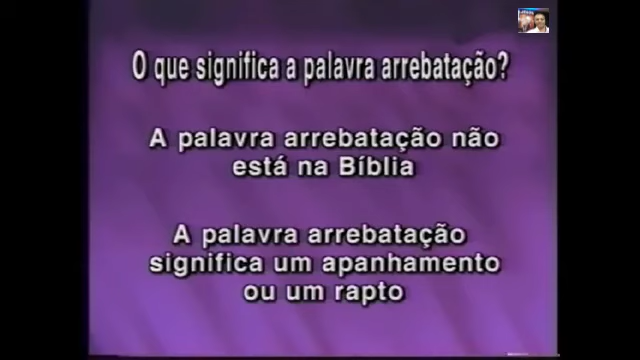 O que significa a palavra arrebatação?
A palavra arrebatação não
está na Bíblia
A palavra arrebatação
significa um apanhamento
ou um rapto